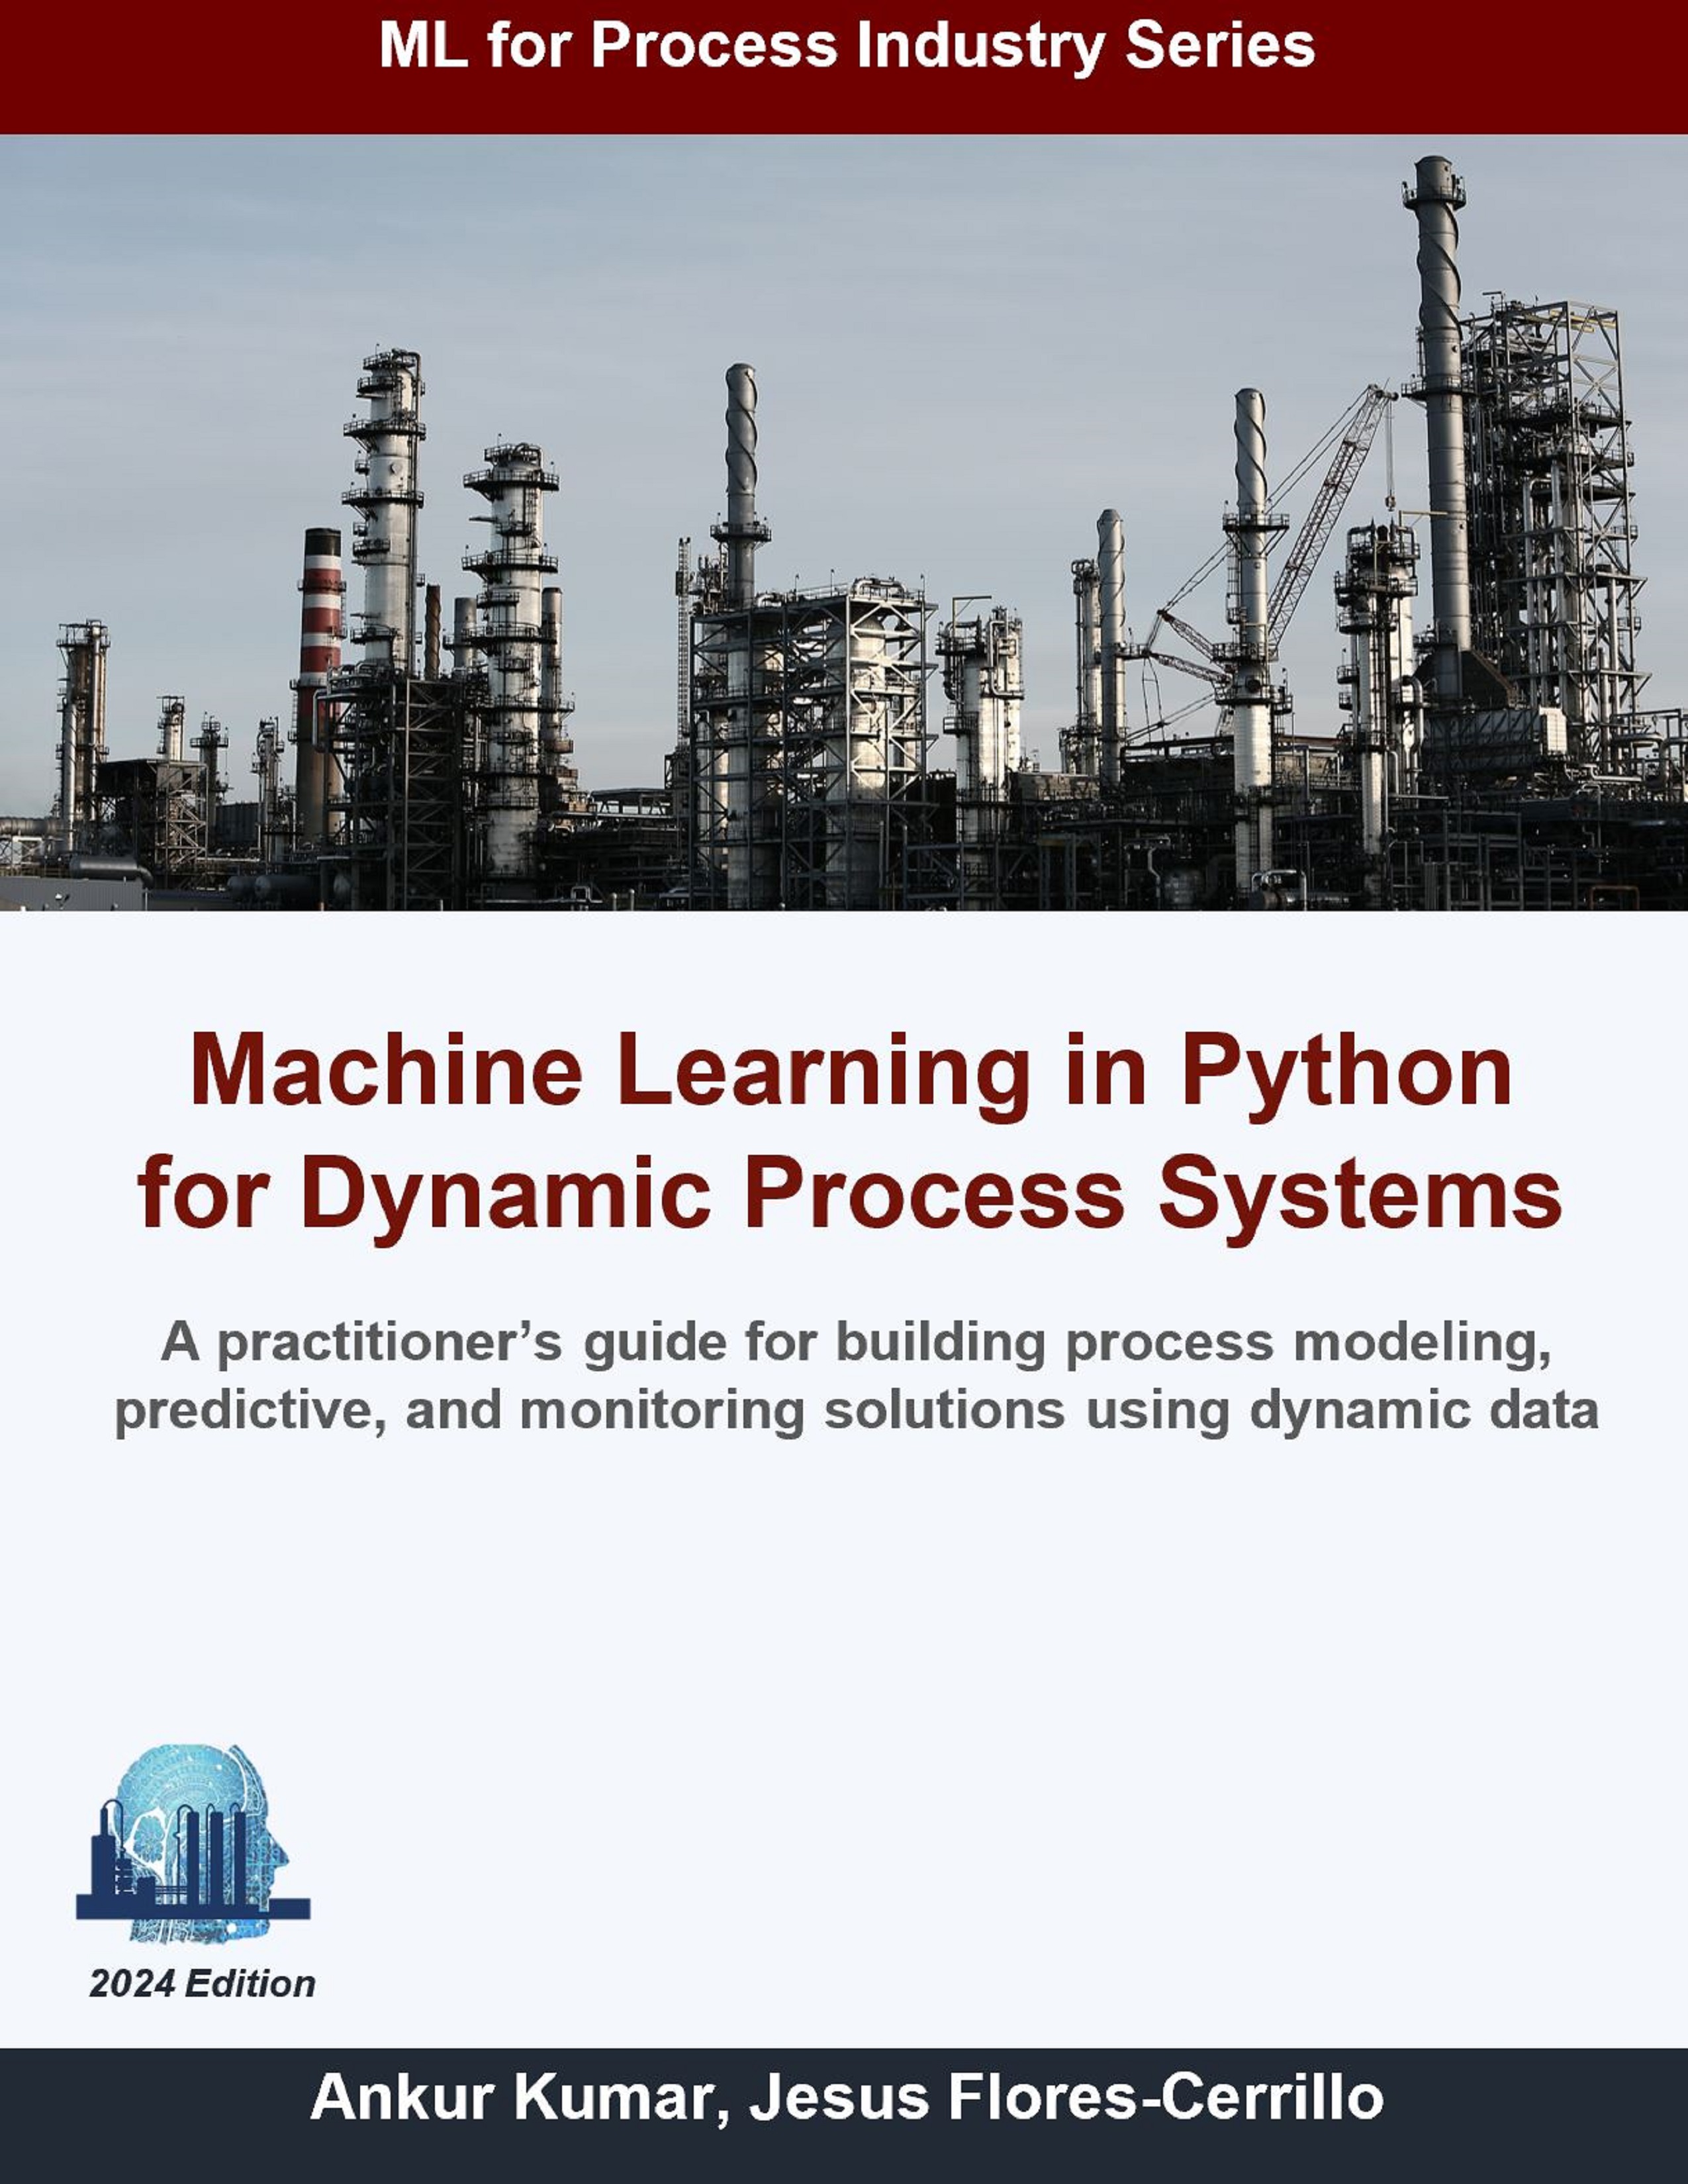 ML for Process Industry Series
Machine Learning in Python
for Dynamic Process Systems
A practitioner’s guide for building process modeling,
predictive, and monitoring solutions using dynamic data
2024 Edition
Ankur Kumar, Jesus Flores-Cerrillo